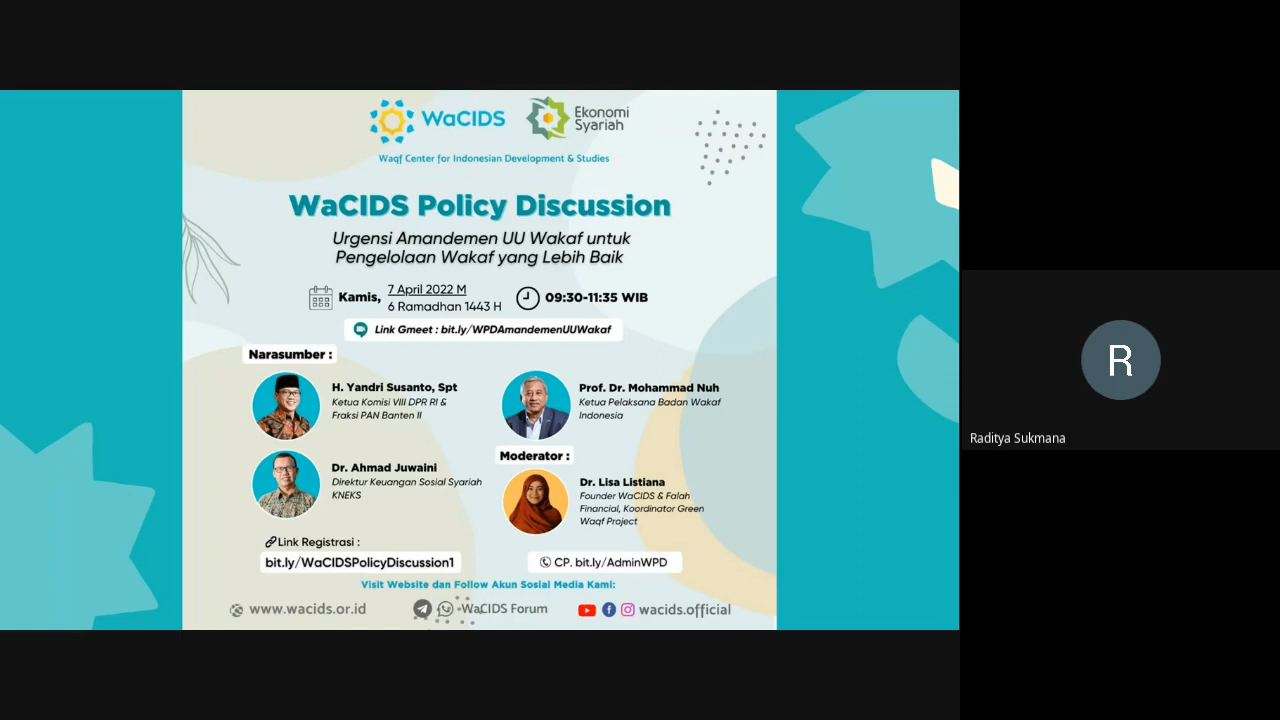 WaCIDS
Ekonomi
Syariah
Waqf Center for Indonesian Development & Studies
WaCIDS Policy Discussion
Urgensi Amandemen UU Wakaf untuk
Pengelolaan Wakaf yang Lebih Baik
Kamis,
7 April 2022 M
6 Ramadhan 1443 H
09:30-11:35 WIB
Link Gmeet : bit.ly/WPDAmandemenUUWakaf
Narasumber :
H. Yandri Susanto, Spt
Ketua Komisi VIII DPR RI &
Fraksi PAN Banten II
Prof. Dr. Mohammad Nuh
Ketua Pelaksana Badan Wakaf
Indonesia
Dr. Ahmad Juwaini
Direktur Keuangan Sosial Syariah
KNEKS
Moderator :
Dr. Lisa Listiana
Founder WaCIDS & Falah
Financial, Koordinator Green
Waqf Project
Link Registrasi :
bit.ly/WaCIDSPolicyDiscussion1
CP. bit.ly/AdminWPD
Visit Website dan Follow Akun Sosial Media Kami:
www.wacids.or.id
WaCIDS Forum
wacids.official
R
Raditya Sukmana